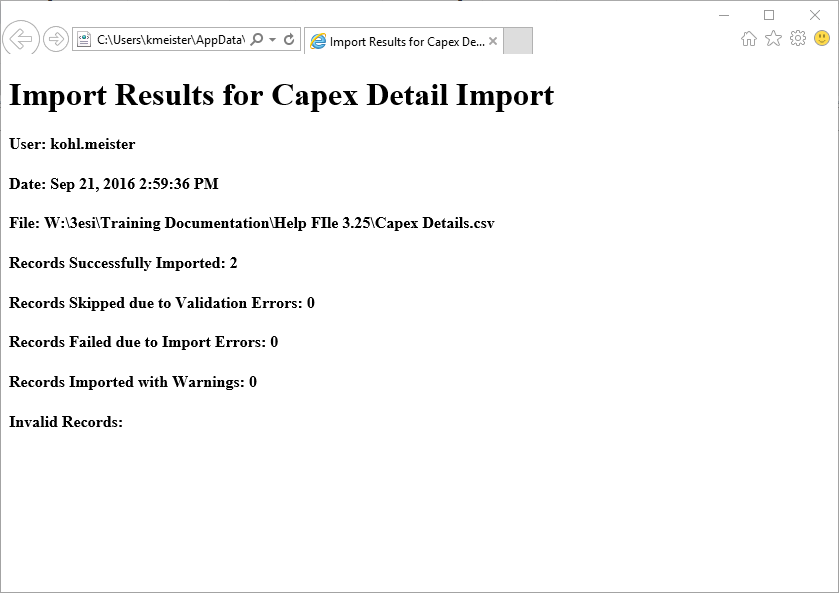 C:\Users\kmeister\AppData\
Import Results for Capex De...
Import Results for Capex Detail Import
User: kohl.meister
Date: Sep 21, 2016 2:59:36 PM
File: W:\3esi\Training Documentation\Help FIle 3.25\Capex Details.csv
Records Successfully Imported: 2
Records Skipped due to Validation Errors: 0
Records Failed due to Import Errors: 0
Records Imported with Warnings: 0
Invalid Records: